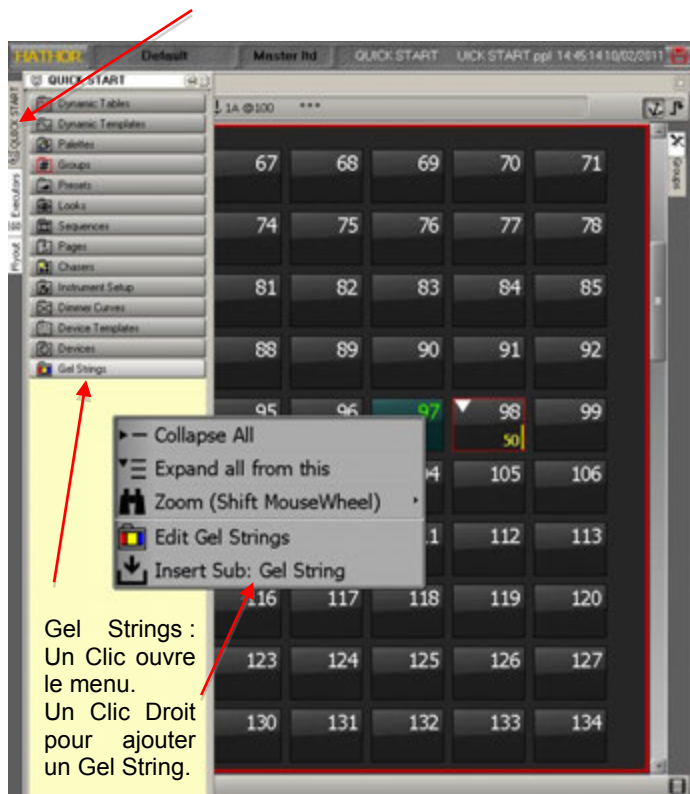 HATHOR Default Master ltd QUICK START UICK START ppl 14:45:14 10/02/2011
QUICK START
QUICK START
Executors
Flyout
Groups
1A @100 ***
Dynamic Tables
Dynamic Templates
Palettes
Groups
Presets
Looks
Sequences
Pages
Chasers
Instrument Setup
Dimmer Curves
Device Templates
Devices
Gel Strings
67 68 69 70 71
74 75 76 77 78
81 82 83 84 85
88 89 90 91 92
95 96 97 98 99
50
Collapse All
Expand all from this
Zoom (Shift MouseWheel)
Edit Gel Strings
Insert Sub: Gel String
105 106
112 113
116 117 118 119 120
123 124 125 126 127
130 131 132 133 134
Gel Strings :
Un Clic ouvre
le menu.
Un Clic Droit
pour ajouter
un Gel String.